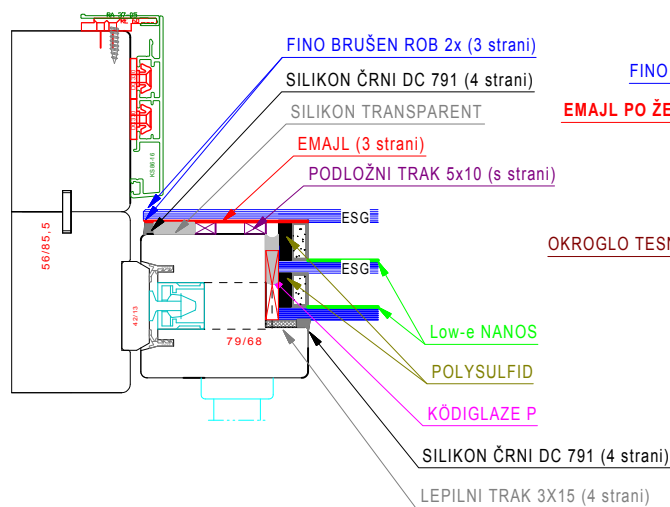 FINO BRUŠEN ROB 2x (3 strani)
FINO
SILIKON ČRNI DC 791 (4 strani)
SILIKON TRANSPARENT
EMAJL PO ŽE
EMAJL (3 strani)
PODLOŽNI TRAK 5x10 (s strani)
KS86-16
ESG
56/85,5
OKROGLO TESN
ESG
42/13
79/68
Low-e NANOS
POLYSULFID
KÖDIGLAZE P
SILIKON ČRNI DC 791 (4 strani)
LEPILNI TRAK 3X15 (4 strani)